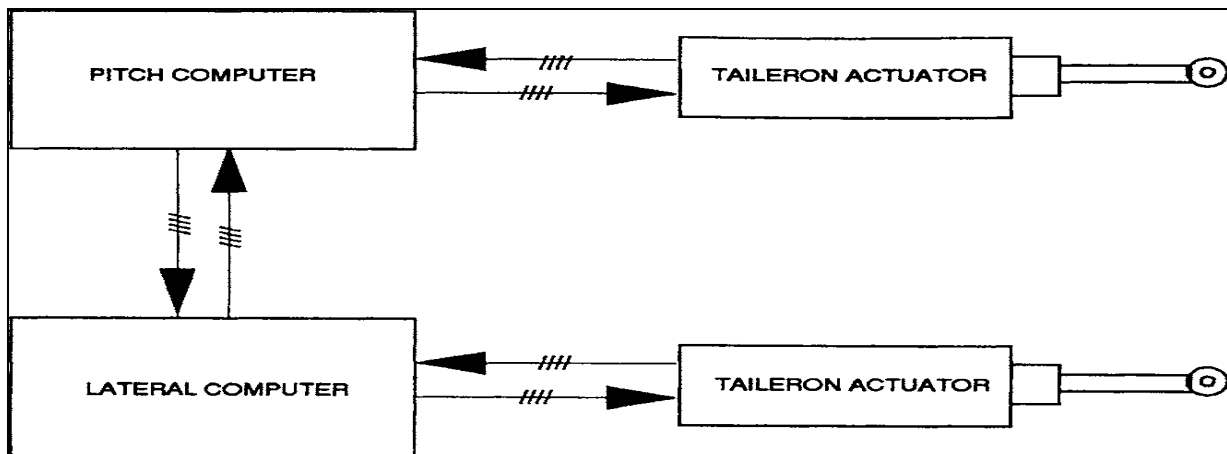 PITCH COMPUTER
TAILERON ACTUATOR
LATERAL COMPUTER
TAILERON ACTUATOR